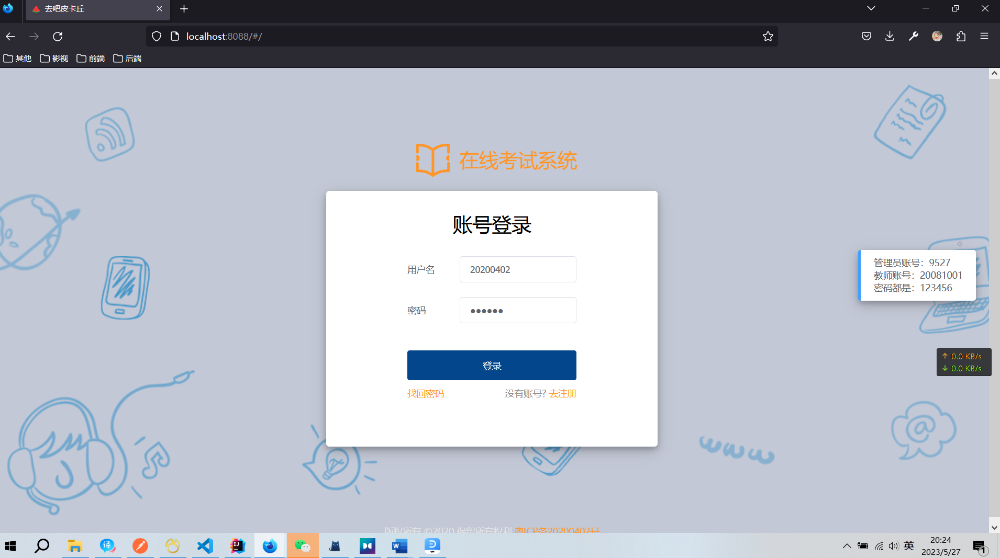 去吧皮卡丘
localhost:8088/#/
其他
影视
前端
后端
在线考试系统
账号登录
用户名
20200402
密码
••••••
登录
找回密码
没有账号? 去注册
管理员账号：9527
教师账号：20081001
密码都是：123456
↑ 0.0 KB/s
↓ 0.0 KB/s
www
@
版权所有 ©2020 保留所有权利 粤ICP备20200402号
译
IJ
W
英
20:24
2023/5/27
1